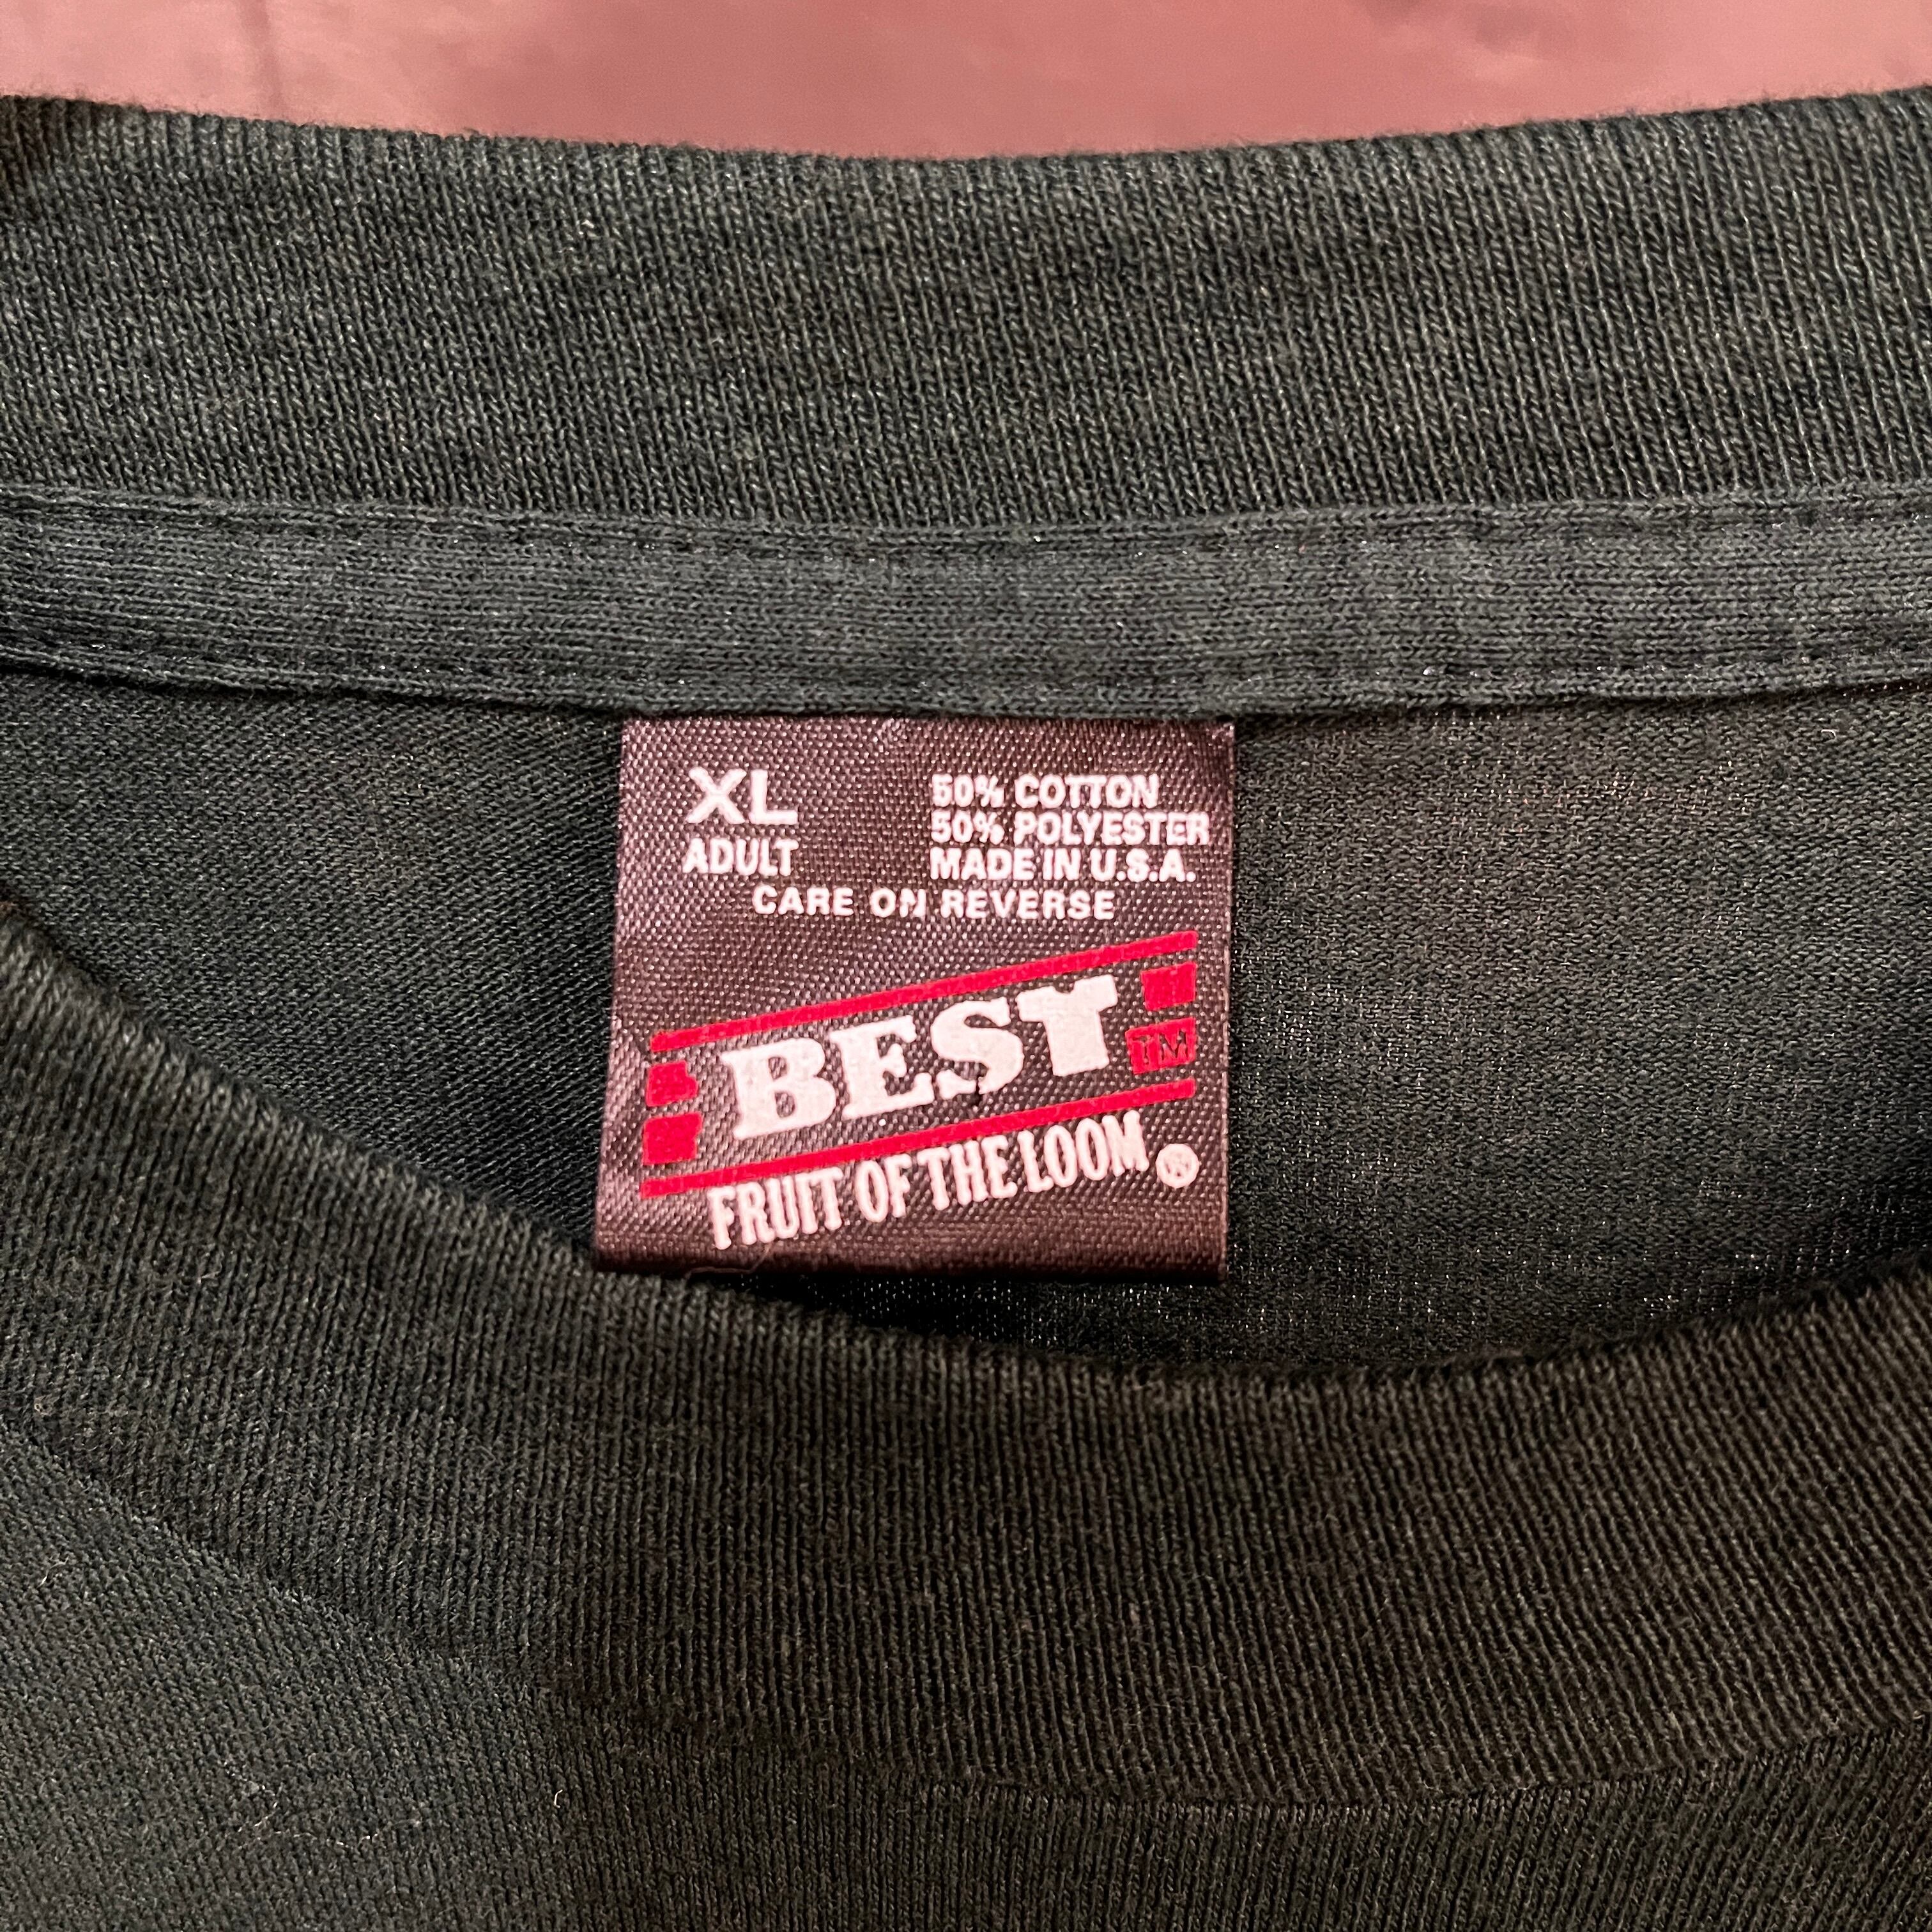 XL
ADULT
50% COTTON
50% POLYESTER
MADE IN U.S.A.
CARE ON REVERSE
BEST TM
FRUIT OF THE LOOM ®